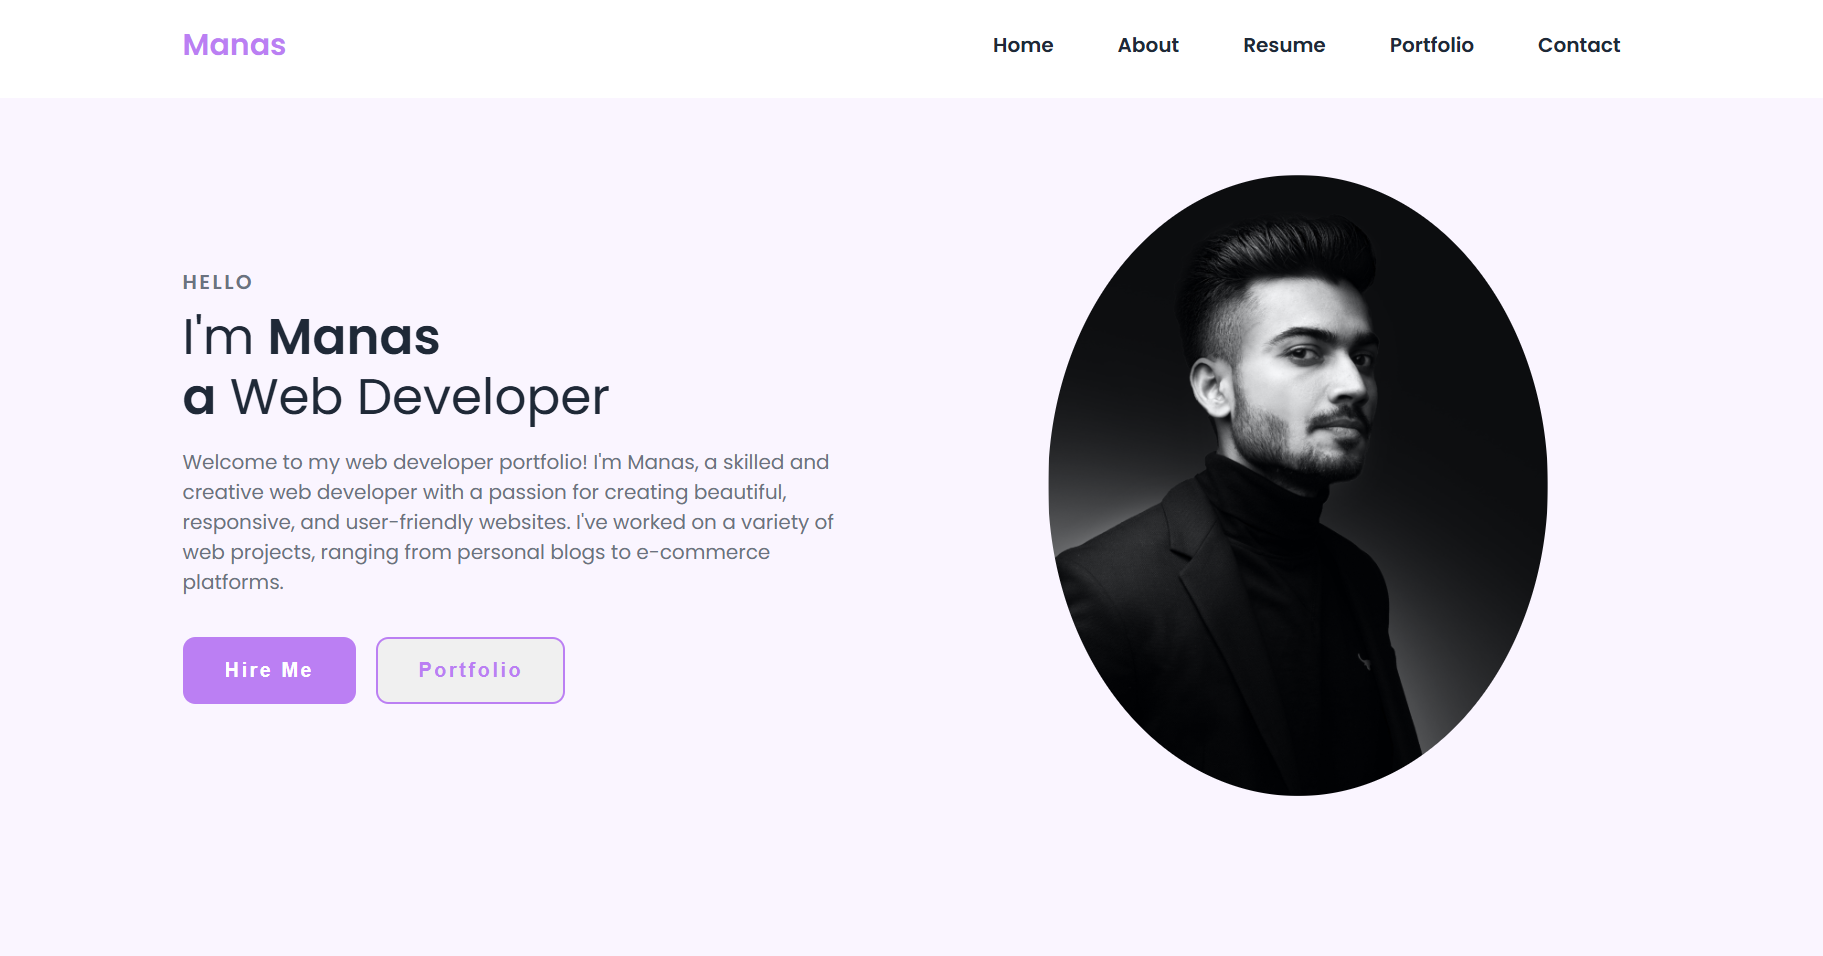 Manas
Home About Resume Portfolio Contact
HELLO
I'm Manas
a Web Developer
Welcome to my web developer portfolio! I'm Manas, a skilled and
creative web developer with a passion for creating beautiful,
responsive, and user-friendly websites. I've worked on a variety of
web projects, ranging from personal blogs to e-commerce
platforms.
Hire Me Portfolio